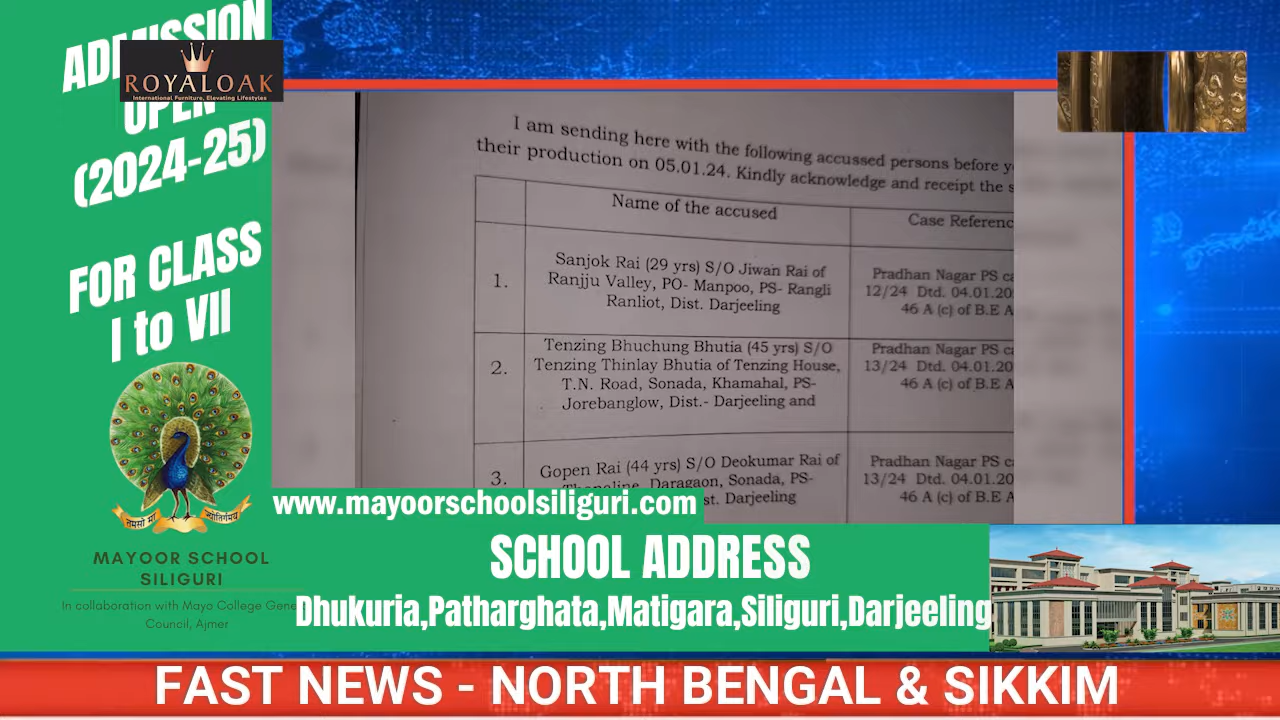 ADMISSION
OPEN
(2024-25)
FOR CLASS
I to VII
ROYALOAK
International Furniture, Elevating Lifestyles
तमसो मा
ज्योतिर्गमय
MAYOOR SCHOOL
SILIGURI
In collaboration with Mayo College Gene
Council, Ajmer
I am sending here with the following accussed persons before y
their production on 05.01.24. Kindly acknowledge and receipt the s
Name of the accused
Case Referenc
1.
Sanjok Rai (29 yrs) S/O Jiwan Rai of
Ranjju Valley, PO- Manpoo, PS- Rangli
Ranliot, Dist. Darjeeling
Pradhan Nagar PS ca
12/24 Dtd. 04.01.20
46 A (c) of B.E A
2.
Tenzing Bhuchung Bhutia (45 yrs) S/O
Tenzing Thinlay Bhutia of Tenzing House,
T.N. Road, Sonada, Khamahal, PS-
Jorebanglow, Dist.- Darjeeling and
Pradhan Nagar PS ca
13/24 Dtd. 04.01.20
46 A (c) of B.E A
3.
Gopen Rai (44 yrs) S/O Deokumar Rai of
Daragaon, Sonada, PS-
st. Darjeeling
Pradhan Nagar PS ca
13/24 Dtd. 04.01.20
46 A (c) of B.E A
www.mayoorschoolsiliguri.com
SCHOOL ADDRESS
Dhukuria,Patharghata,Matigara,Siliguri,Darjeeling
FAST NEWS - NORTH BENGAL & SIKKIM